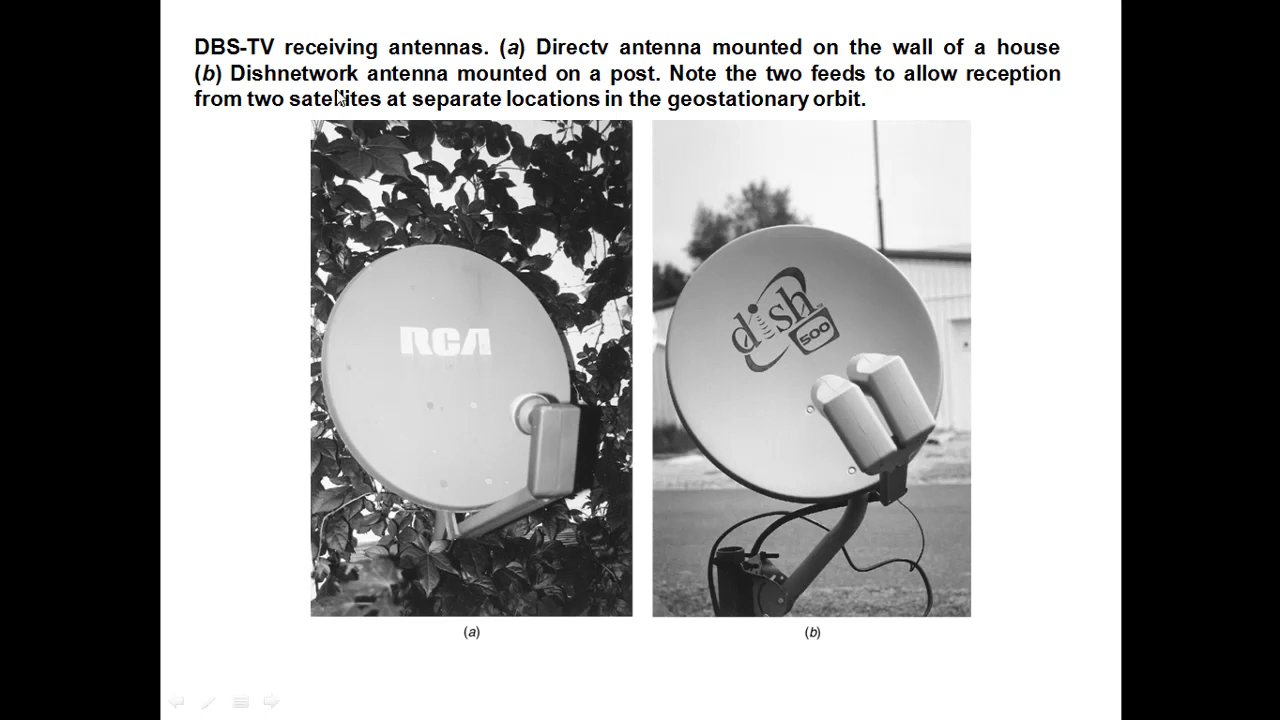 DBS-TV receiving antennas. (a) Directv antenna mounted on the wall of a house
(b) Dishnetwork antenna mounted on a post. Note the two feeds to allow reception
from two satellites at separate locations in the geostationary orbit.
RCA
dish
500
(a)
(b)